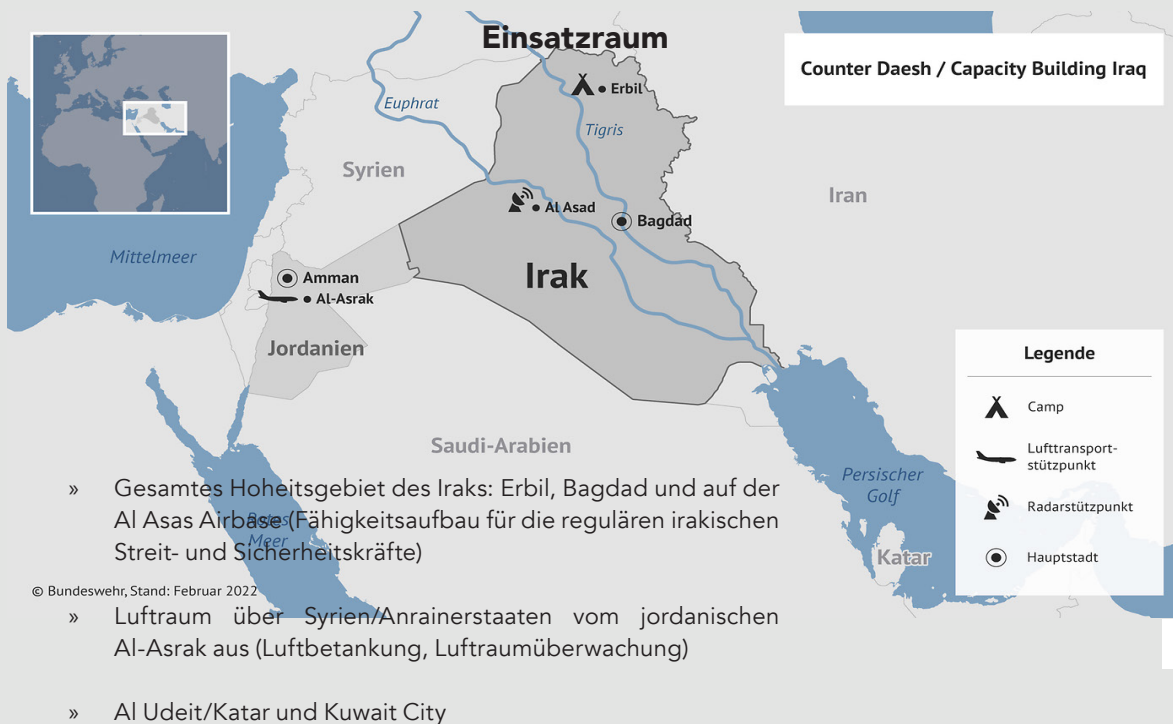 Einsatzraum
Counter Daesh / Capacity Building Iraq
Erbil
Euphrat
Tigris
Syrien
Iran
Al Asad
Bagdad
Mittelmeer
Irak
Amman
Al-Asrak
Jordanien
Legende
Camp
Lufttransport-
stützpunkt
Radarstützpunkt
Hauptstadt
Saudi-Arabien
Persischer
Golf
Katar
Rotes
Meer
» Gesamtes Hoheitsgebiet des Iraks: Erbil, Bagdad und auf der
Al Asas Airbase (Fähigkeitsaufbau für die regulären irakischen
Streit- und Sicherheitskräfte)
© Bundeswehr, Stand: Februar 2022
» Luftraum über Syrien/Anrainerstaaten vom jordanischen
Al-Asrak aus (Luftbetankung, Luftraumüberwachung)
» Al Udeit/Katar und Kuwait City